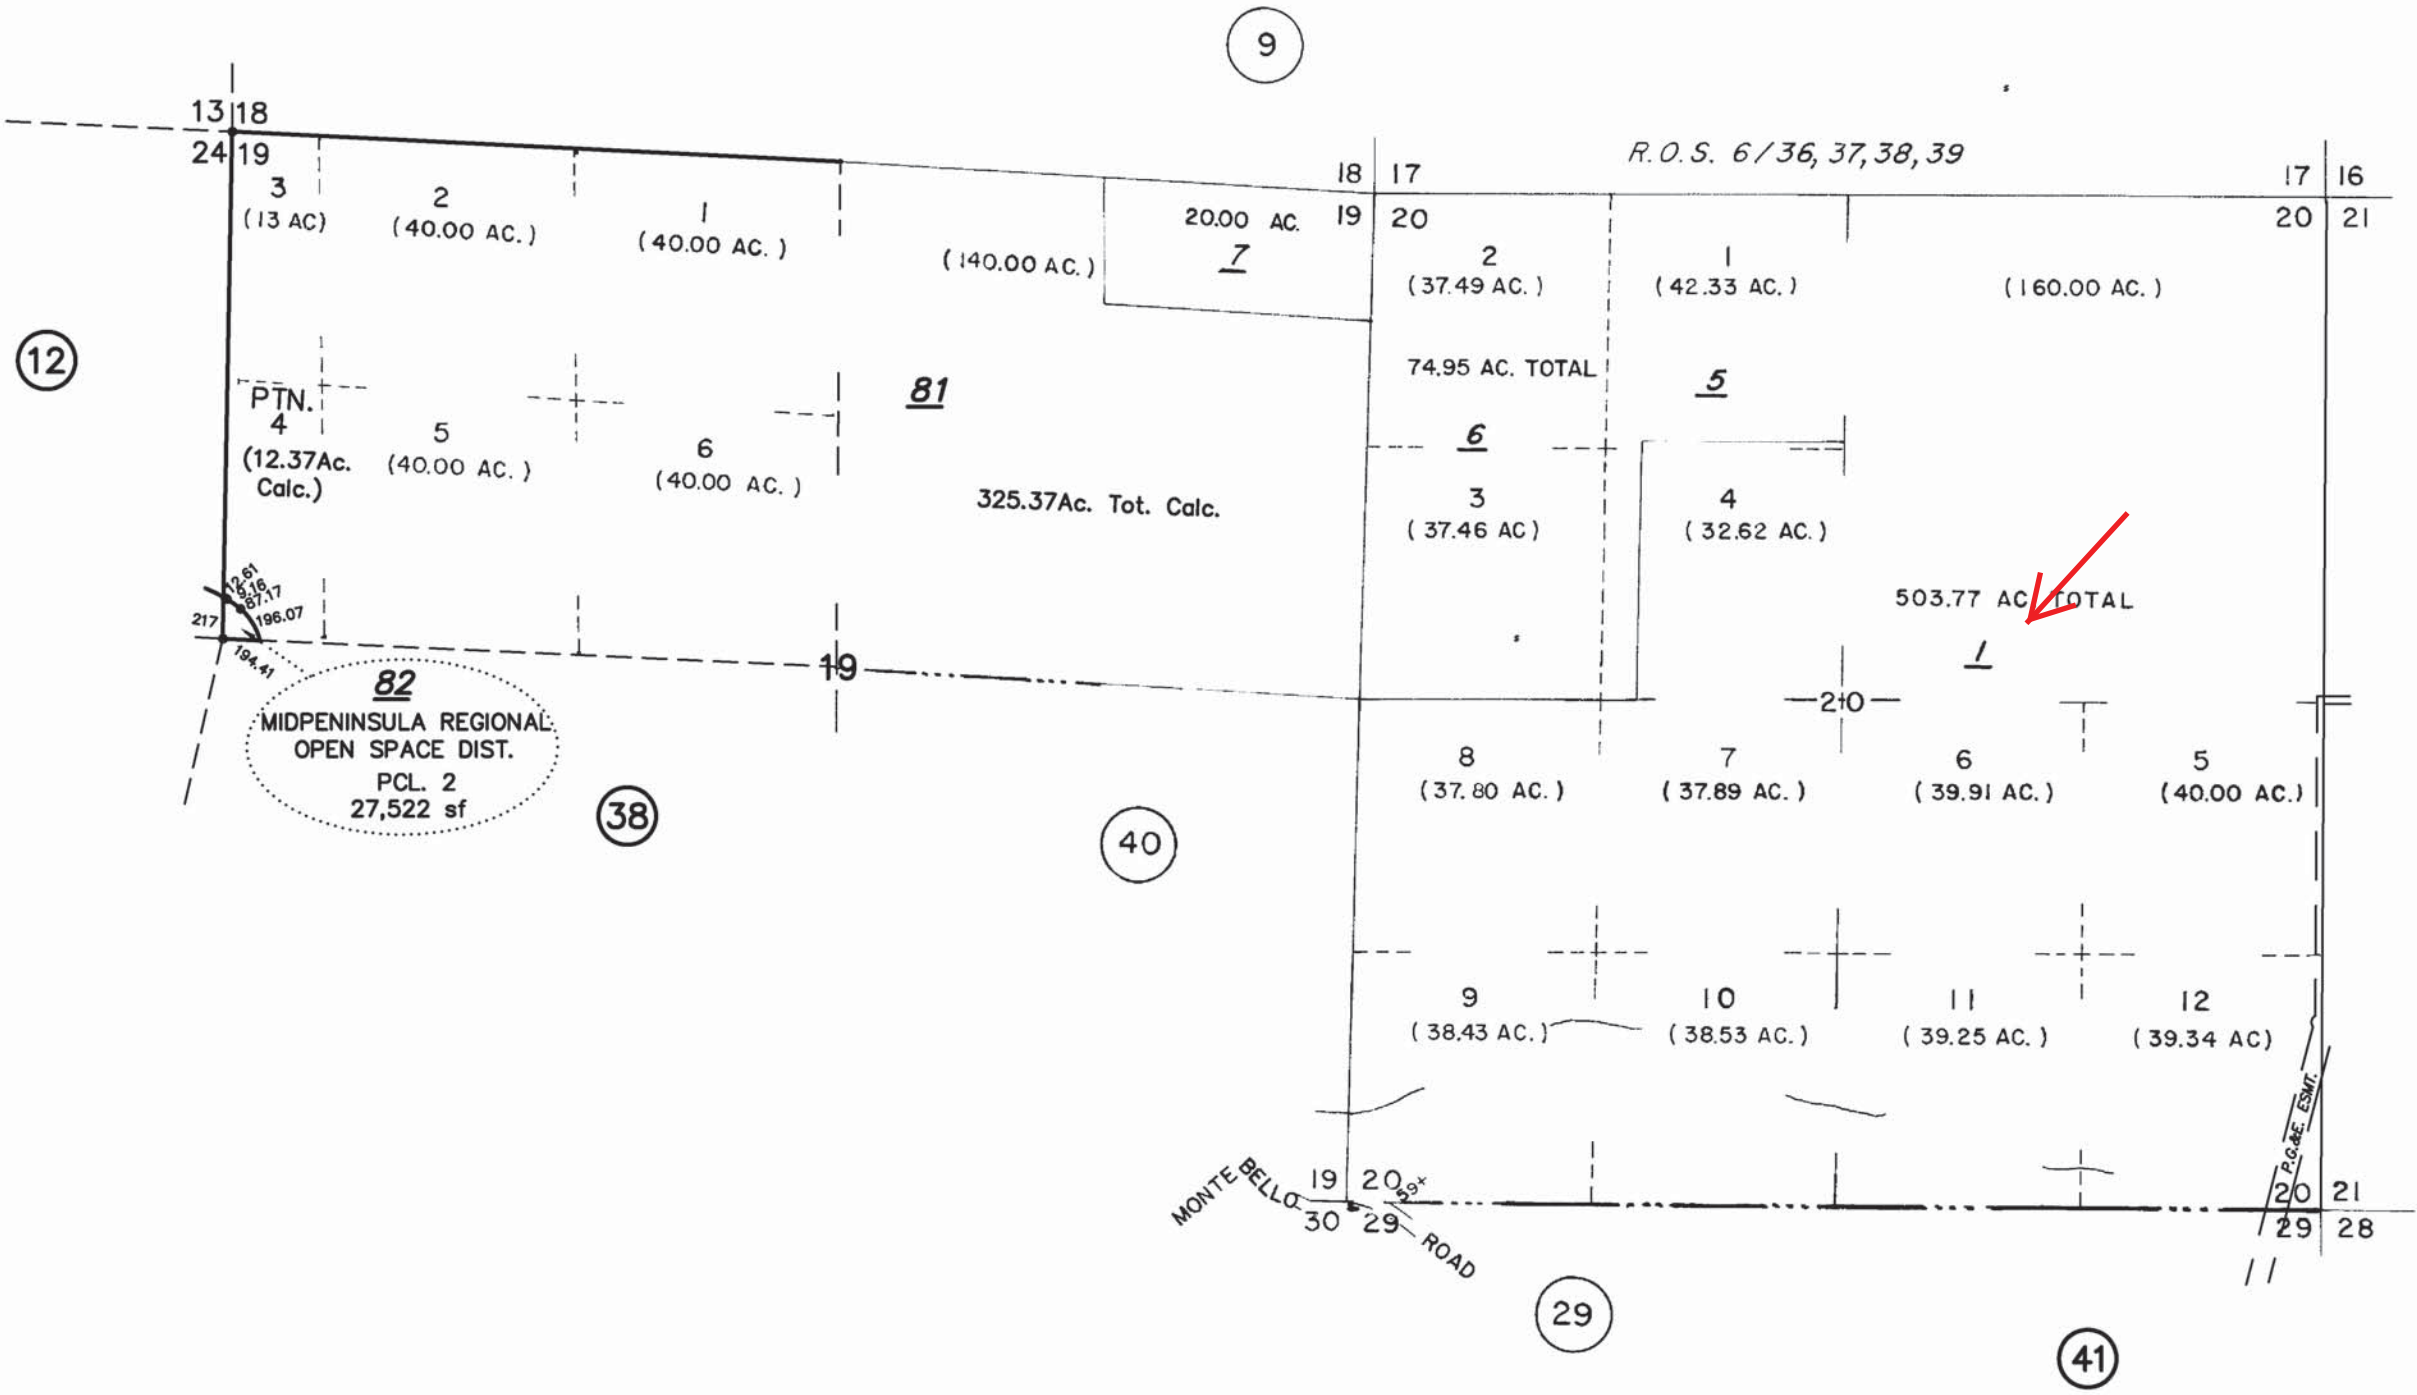 9
13 18
24 19
R.O.S. 6/36, 37, 38, 39
18 17
19 20
17 16
20 21
3
(13 AC)
2
(40.00 AC.)
1
(40.00 AC.)
(140.00 AC.)
20.00 AC.
7
2
(37.49 AC.)
1
(42.33 AC.)
(160.00 AC.)
12
74.95 AC. TOTAL
5
81
PTN.
4
(12.37Ac.
Calc.)
5
(40.00 AC.)
6
(40.00 AC.)
325.37Ac. Tot. Calc.
6
3
(37.46 AC)
4
(32.62 AC.)
503.77 AC. TOTAL
1
12.61
9.16
87.17
196.07
217
194.41
19
20
82
MIDPENINSULA REGIONAL
OPEN SPACE DIST.
PCL. 2
27,522 sf
38
40
8
(37.80 AC.)
7
(37.89 AC.)
6
(39.91 AC.)
5
(40.00 AC.)
9
(38.43 AC.)
10
(38.53 AC.)
11
(39.25 AC.)
12
(39.34 AC)
P.G.&E. ESMT.
MONTE BELLO ROAD
19 20
30 29
20 21
29 28
29
41